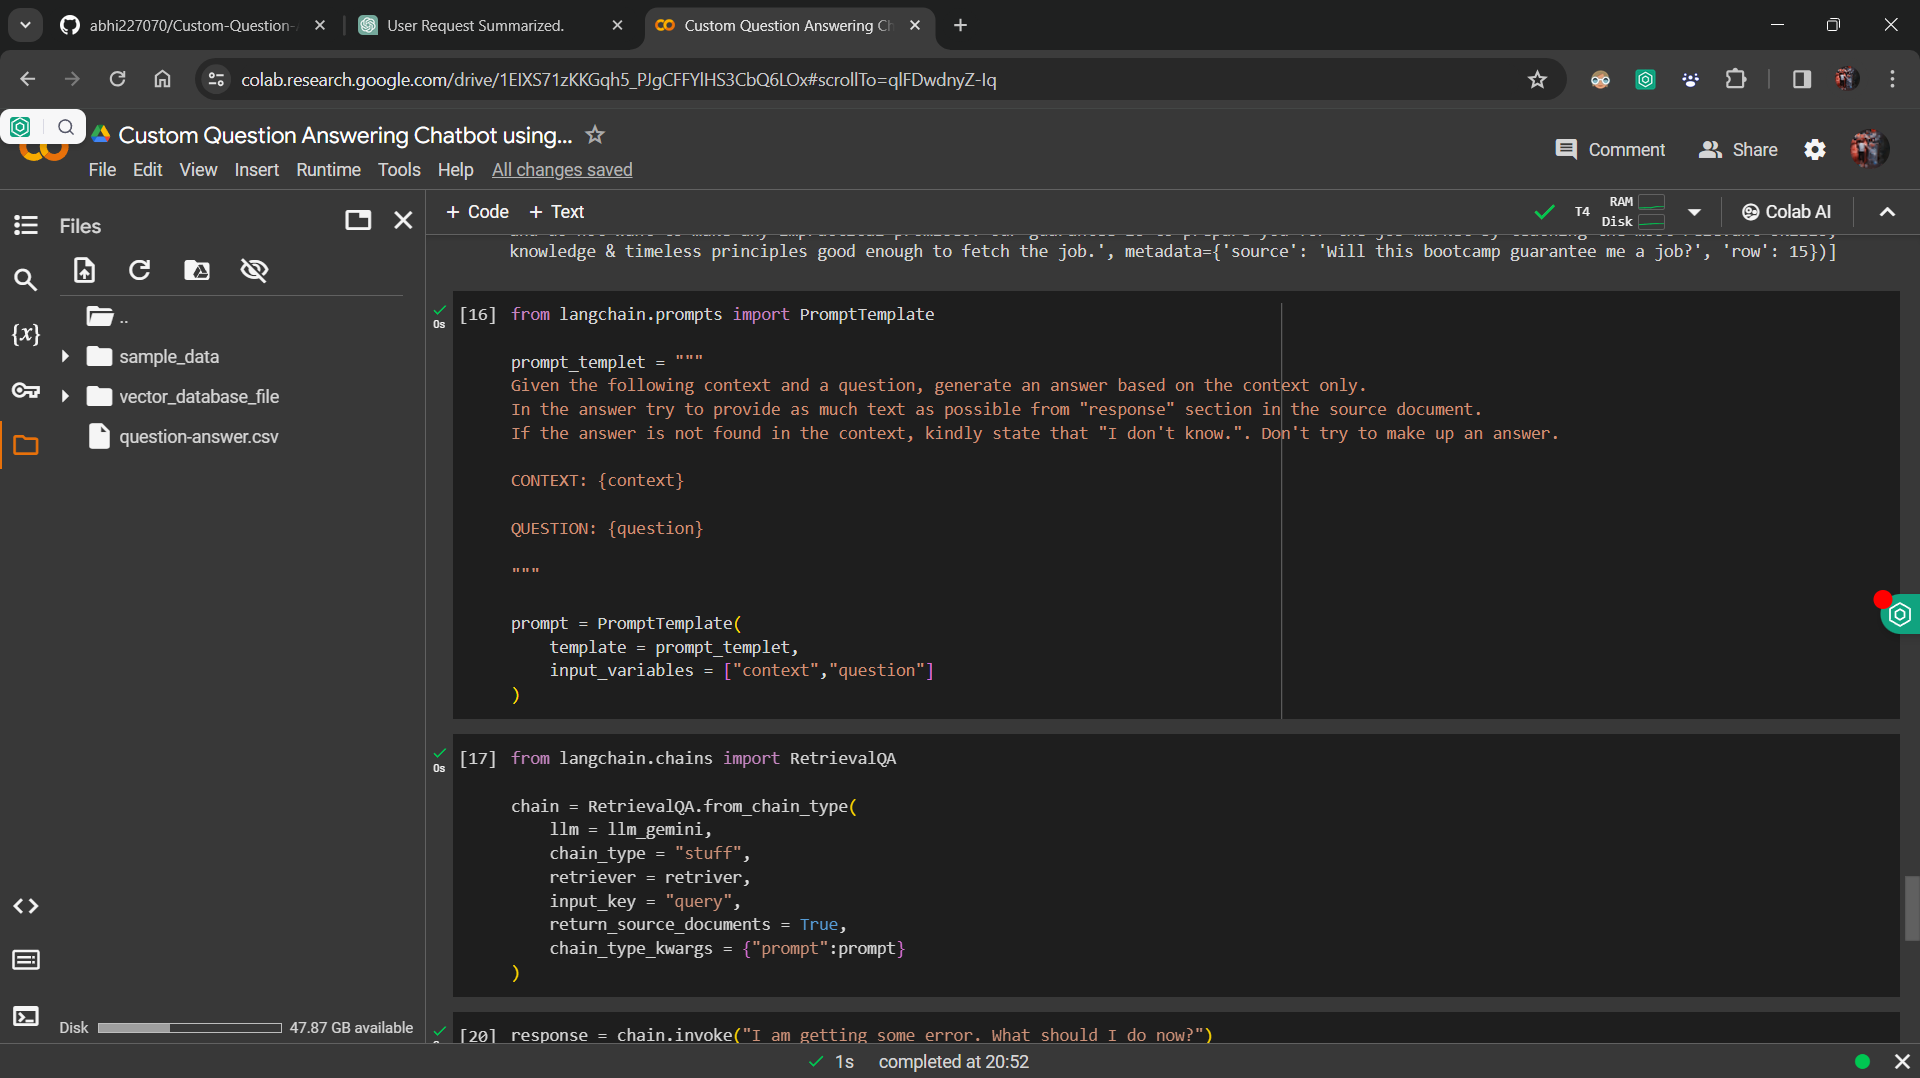 abhi227070/Custom-Question-
User Request Summarized.
Custom Question Answering Ch
colab.research.google.com/drive/1EIXS71zKKGqh5_PJgCFFYlHS3CbQ6LOx#scrollTo=qlFDwdnyZ-Iq
Custom Question Answering Chatbot using...
File Edit View Insert Runtime Tools Help All changes saved
Comment Share
Files
+ Code + Text
T4 RAM Disk
Colab AI
..
sample_data
vector_database_file
question-answer.csv
{x}
Disk 47.87 GB available
knowledge & timeless principles good enough to fetch the job.', metadata={'source': 'Will this bootcamp guarantee me a job?', 'row': 15})]
0s [16] from langchain.prompts import PromptTemplate
prompt_templet = """
Given the following context and a question, generate an answer based on the context only.
In the answer try to provide as much text as possible from "response" section in the source document.
If the answer is not found in the context, kindly state that "I don't know.". Don't try to make up an answer.
CONTEXT: {context}
QUESTION: {question}
"""
prompt = PromptTemplate(
template = prompt_templet,
input_variables = ["context","question"]
)
0s [17] from langchain.chains import RetrievalQA
chain = RetrievalQA.from_chain_type(
llm = llm_gemini,
chain_type = "stuff",
retriever = retriver,
input_key = "query",
return_source_documents = True,
chain_type_kwargs = {"prompt":prompt}
)
[20] response = chain.invoke("I am getting some error. What should I do now?")
1s completed at 20:52